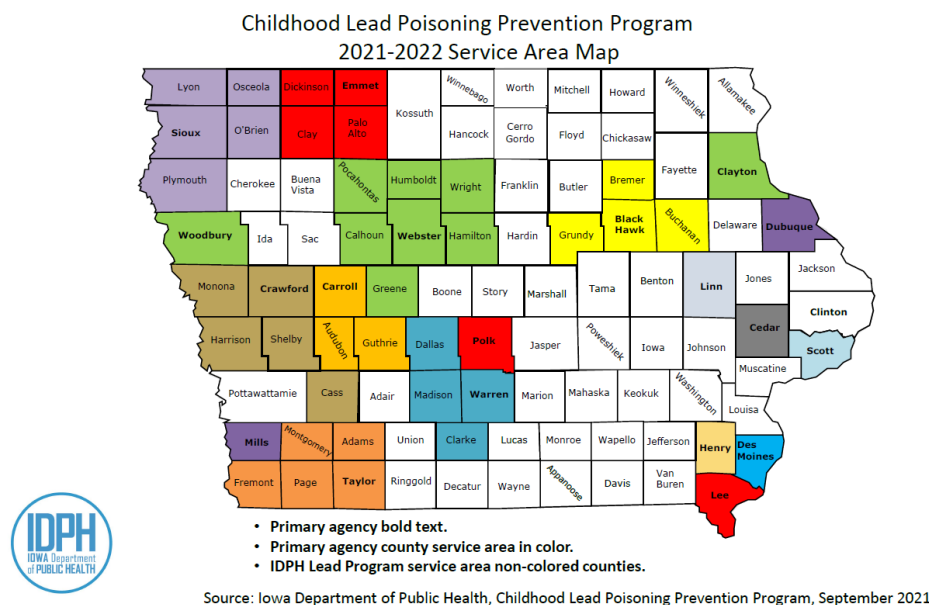 Childhood Lead Poisoning Prevention Program
2021-2022 Service Area Map
Lyon
Osceola
Dickinson
Emmet
Kossuth
Winnebago
Worth
Mitchell
Howard
Winneshiek
Allamakee
Sioux
O'Brien
Clay
Palo
Alto
Hancock
Cerro
Gordo
Floyd
Chickasaw
Plymouth
Cherokee
Buena
Vista
Pocahontas
Humboldt
Wright
Franklin
Butler
Bremer
Fayette
Clayton
Woodbury
Ida
Sac
Calhoun
Webster
Hamilton
Hardin
Grundy
Black
Hawk
Buchanan
Delaware
Dubuque
Monona
Crawford
Carroll
Greene
Boone
Story
Marshall
Tama
Benton
Linn
Jones
Jackson
Clinton
Harrison
Shelby
Audubon
Guthrie
Dallas
Polk
Jasper
Poweshiek
Iowa
Johnson
Cedar
Scott
Muscatine
Pottawattamie
Cass
Adair
Madison
Warren
Marion
Mahaska
Keokuk
Washington
Louisa
Mills
Montgomery
Adams
Union
Clarke
Lucas
Monroe
Wapello
Jefferson
Henry
Des
Moines
Fremont
Page
Taylor
Ringgold
Decatur
Wayne
Appanoose
Davis
Van
Buren
Lee
IDPH
IOWA Department
of PUBLIC HEALTH
• Primary agency bold text.
• Primary agency county service area in color.
• IDPH Lead Program service area non-colored counties.
Source: Iowa Department of Public Health, Childhood Lead Poisoning Prevention Program, September 2021